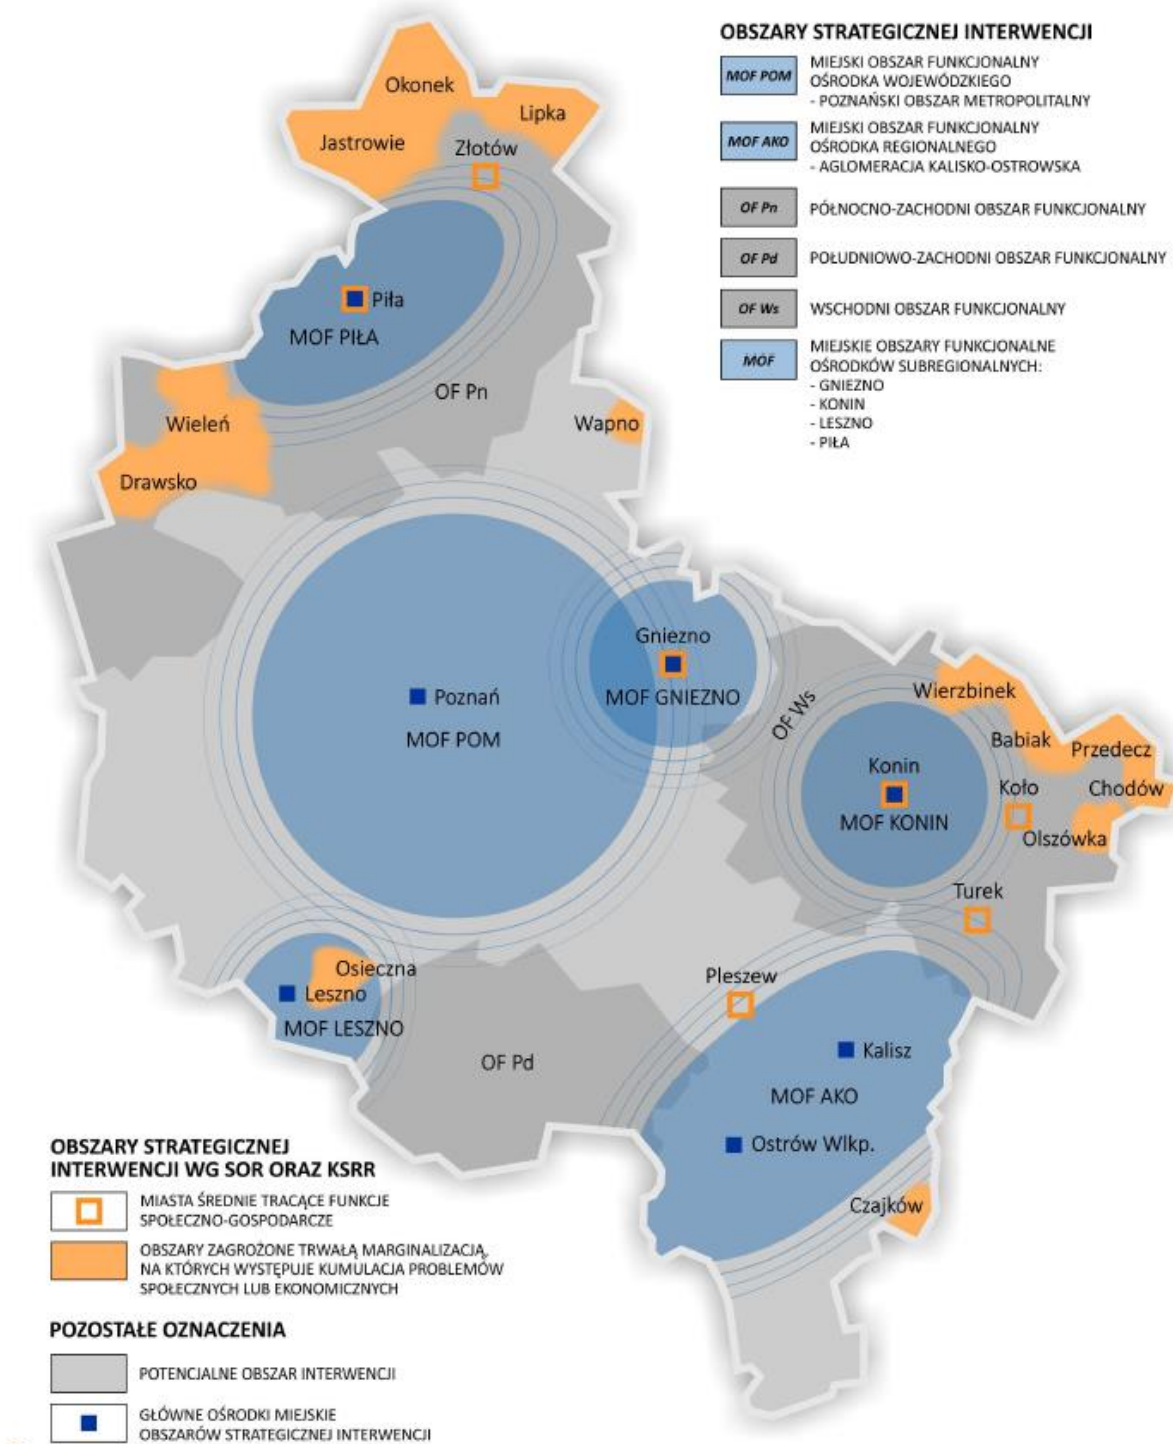 OBSZARY STRATEGICZNEJ INTERWENCJI
MOF POM
MIEJSKI OBSZAR FUNKCJONALNY
OŚRODKA WOJEWÓDZKIEGO
- POZNAŃSKI OBSZAR METROPOLITALNY
MOF AKO
MIEJSKI OBSZAR FUNKCJONALNY
OŚRODKA REGIONALNEGO
- AGLOMERACJA KALISKO-OSTROWSKA
OF Pn
PÓŁNOCNO-ZACHODNI OBSZAR FUNKCJONALNY
OF Pd
POŁUDNIOWO-ZACHODNI OBSZAR FUNKCJONALNY
OF Ws
WSCHODNI OBSZAR FUNKCJONALNY
MOF
MIEJSKIE OBSZARY FUNKCJONALNE
OŚRODKÓW SUBREGIONALNYCH:
- GNIEZNO
- KONIN
- LESZNO
- PIŁA
Okonek
Lipka
Jastrowie
Złotów
Piła
MOF PIŁA
OF Pn
Wapno
Wieleń
Drawsko
Gniezno
MOF GNIEZNO
Poznań
MOF POM
OF Ws
Wierzbinek
Babiak
Przedecz
Konin
Koło
Chodów
MOF KONIN
Olszówka
Turek
Osieczna
Leszno
MOF LESZNO
Pleszew
OF Pd
Kalisz
MOF AKO
Ostrów Wlkp.
Czajków
OBSZARY STRATEGICZNEJ
INTERWENCJI WG SOR ORAZ KSRR
MIASTA ŚREDNIE TRACĄCE FUNKCJE
SPOŁECZNO-GOSPODARCZE
OBSZARY ZAGROŻONE TRWAŁĄ MARGINALIZACJĄ,
NA KTÓRYCH WYSTĘPUJE KUMULACJA PROBLEMÓW
SPOŁECZNYCH LUB EKONOMICZNYCH
POZOSTAŁE OZNACZENIA
POTENCJALNE OBSZAR INTERWENCJI
GŁÓWNE OŚRODKI MIEJSKIE
OBSZARÓW STRATEGICZNEJ INTERWENCJI